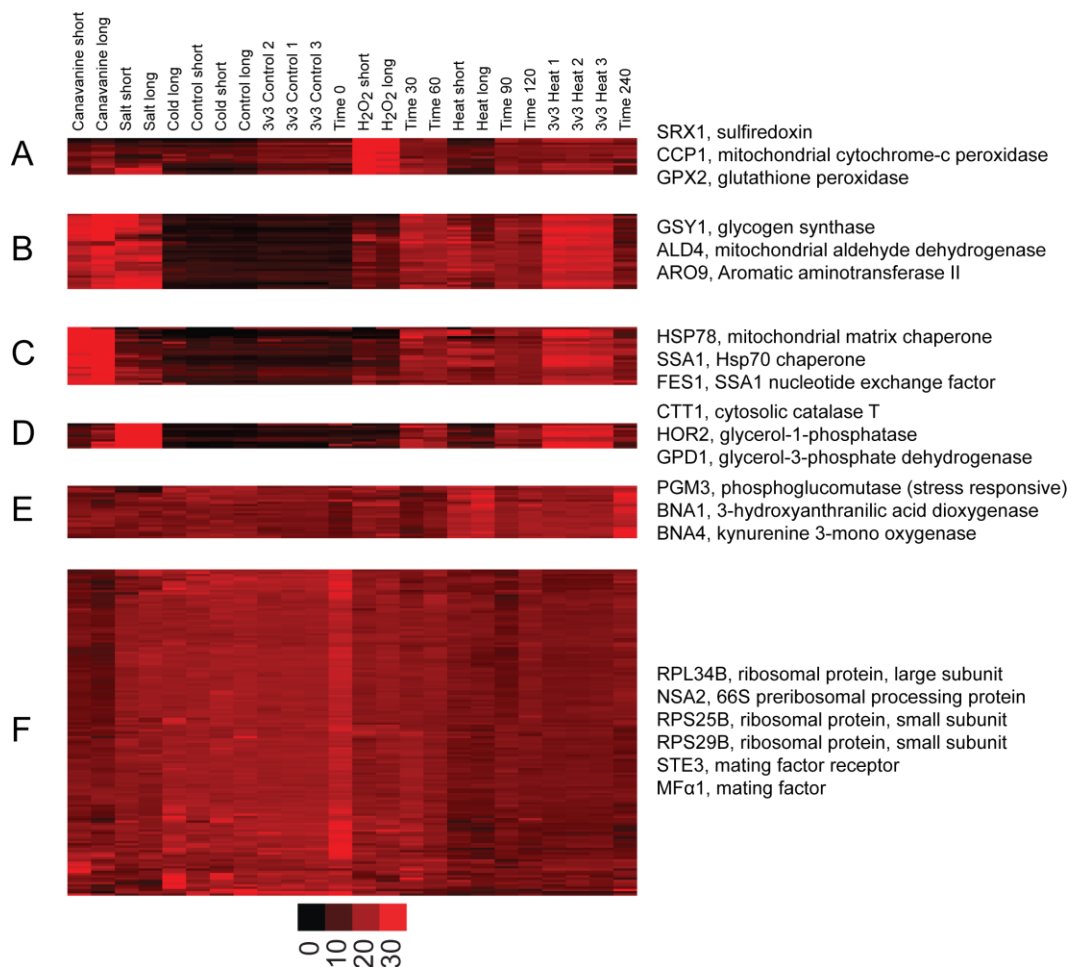 Canavanine short
Canavanine long
Salt short
Salt long
Cold long
Control short
Cold short
Control long
3v3 Control 2
3v3 Control 1
3v3 Control 3
Time 0
H₂O₂ short
H₂O₂ long
Time 30
Time 60
Heat short
Heat long
Time 90
Time 120
3v3 Heat 1
3v3 Heat 2
3v3 Heat 3
Time 240
A
SRX1, sulfiredoxin
CCP1, mitochondrial cytochrome-c peroxidase
GPX2, glutathione peroxidase
B
GSY1, glycogen synthase
ALD4, mitochondrial aldehyde dehydrogenase
ARO9, Aromatic aminotransferase II
C
HSP78, mitochondrial matrix chaperone
SSA1, Hsp70 chaperone
FES1, SSA1 nucleotide exchange factor
D
CTT1, cytosolic catalase T
HOR2, glycerol-1-phosphatase
GPD1, glycerol-3-phosphate dehydrogenase
E
PGM3, phosphoglucomutase (stress responsive)
BNA1, 3-hydroxyanthranilic acid dioxygenase
BNA4, kynurenine 3-mono oxygenase
F
RPL34B, ribosomal protein, large subunit
NSA2, 66S preribosomal processing protein
RPS25B, ribosomal protein, small subunit
RPS29B, ribosomal protein, small subunit
STE3, mating factor receptor
MFα1, mating factor
0
10
20
30